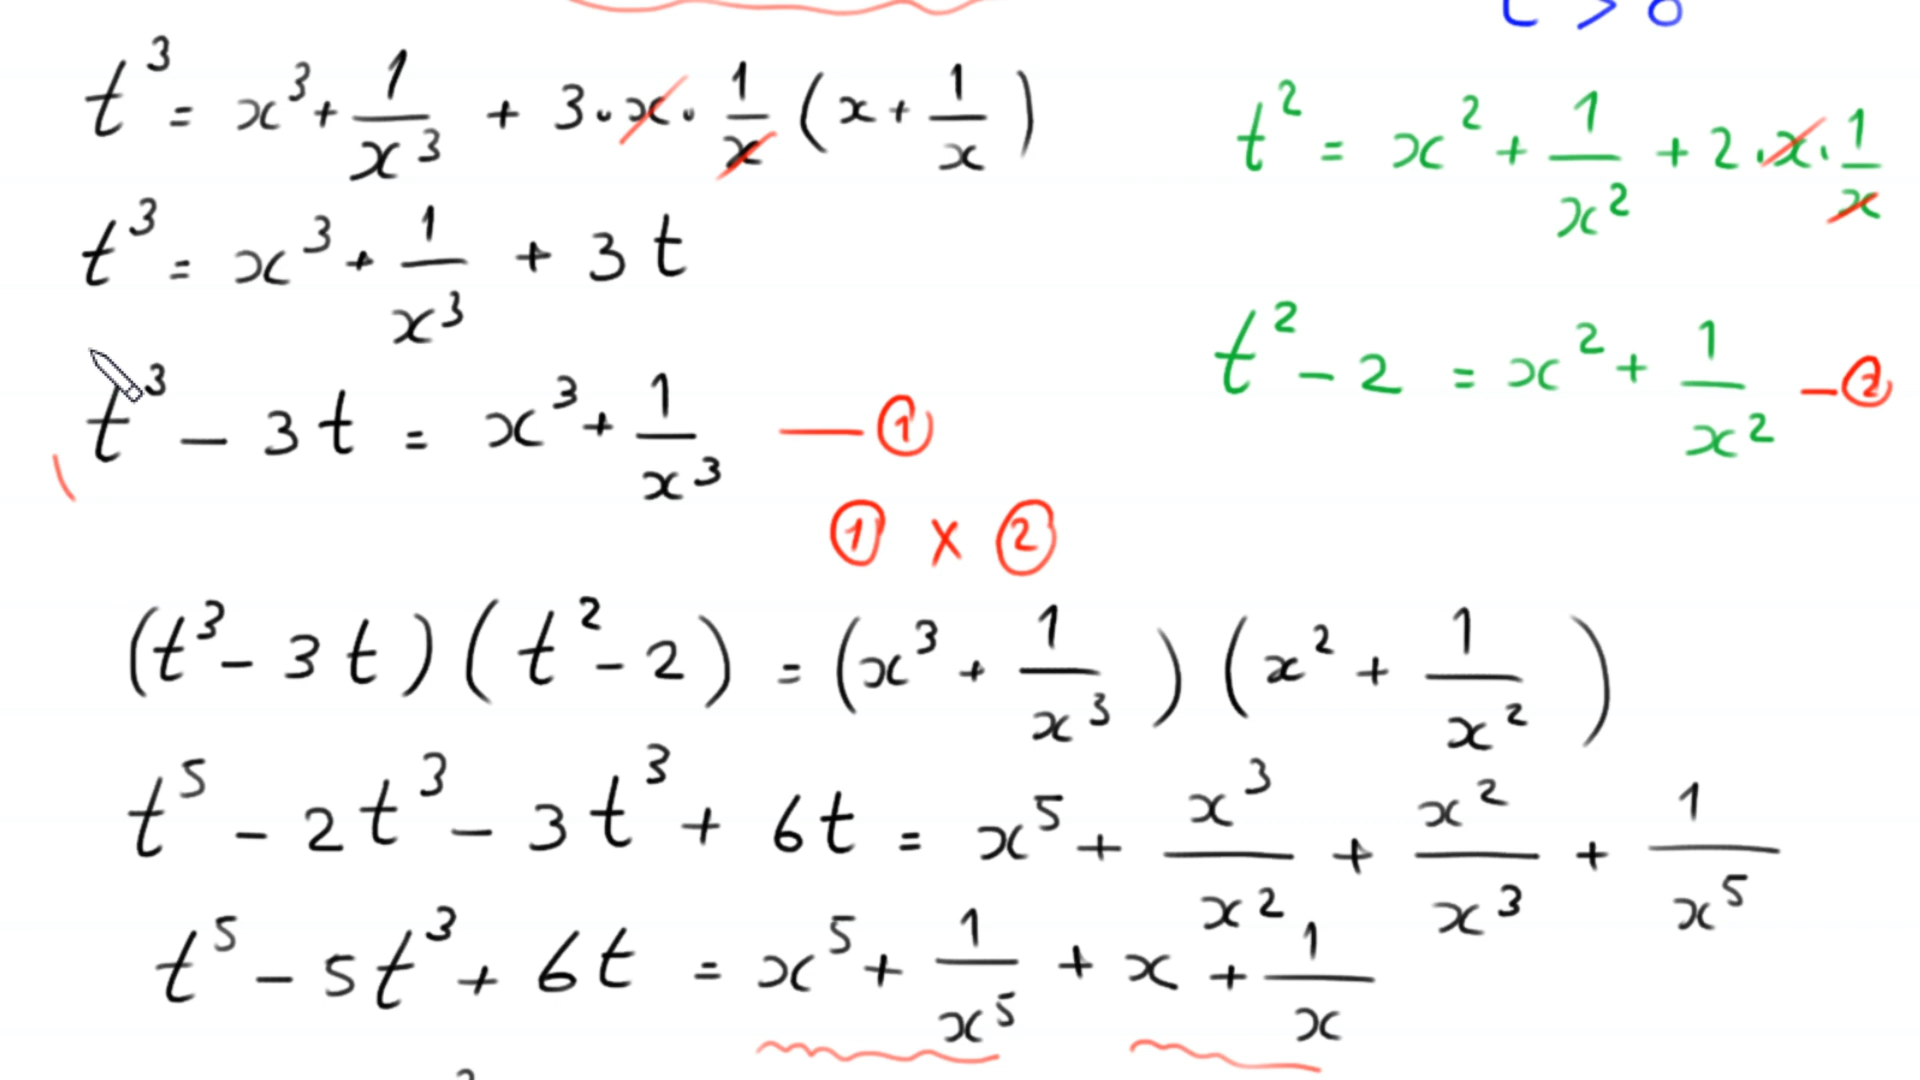 t > 0
t³ = x³ + 1/x³ + 3·x·1/x (x + 1/x)
t² = x² + 1/x² + 2·x·1/x
t³ = x³ + 1/x³ + 3t
t² - 2 = x² + 1/x² — ②
t³ - 3t = x³ + 1/x³ — ①
① × ②
(t³ - 3t)(t² - 2) = (x³ + 1/x³)(x² + 1/x²)
t⁵ - 2t³ - 3t³ + 6t = x⁵ + x³/x² + x²/x³ + 1/x⁵
t⁵ - 5t³ + 6t = x⁵ + 1/x⁵ + x + 1/x